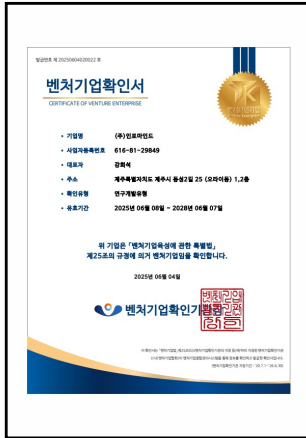 발급번호 제 20250604020022 호
벤처기업확인서
CERTIFICATE OF VENTURE ENTERPRISE
• 기업명 (주)인포마인드
• 사업자등록번호 616-81-29849
• 대표자 강희석
• 주소 제주특별자치도 제주시 동성2길 25 (오라이동) 1,2층
• 확인유형 연구개발유형
• 유효기간 2025년 06월 08일 ~ 2028년 06월 07일
위 기업은 「벤처기업육성에 관한 특별법」
제25조의 규정에 의거 벤처기업임을 확인합니다.
2025년 06월 04일
벤처기업확인기관장